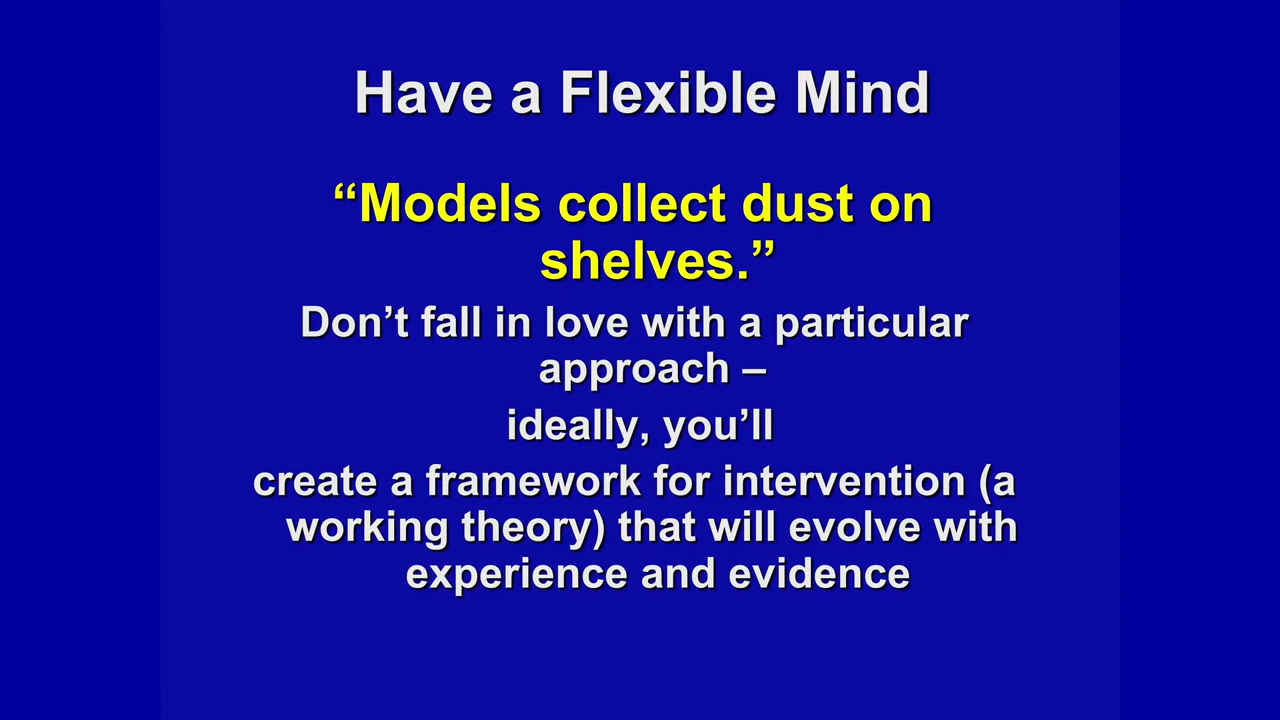 Have a Flexible Mind
“Models collect dust on
shelves.”
Don’t fall in love with a particular
approach –
ideally, you’ll
create a framework for intervention (a
working theory) that will evolve with
experience and evidence